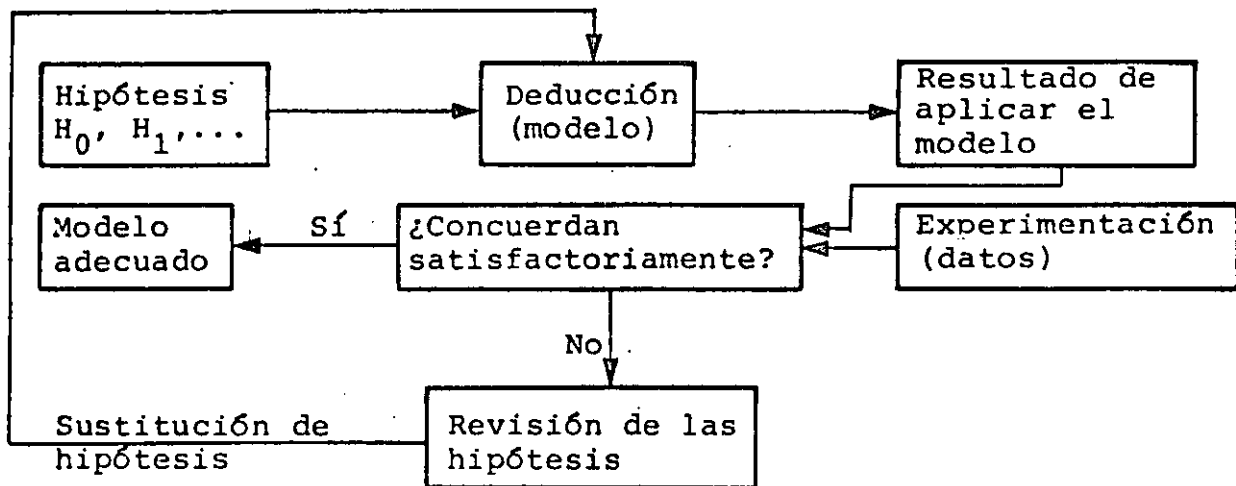 Hipótesis
H0, H1,...
Deducción
(modelo)
Resultado de
aplicar el
modelo
Modelo
adecuado
Sí
¿Concuerdan
satisfactoriamente?
Experimentación
(datos)
No
Sustitución de
hipótesis
Revisión de las
hipótesis